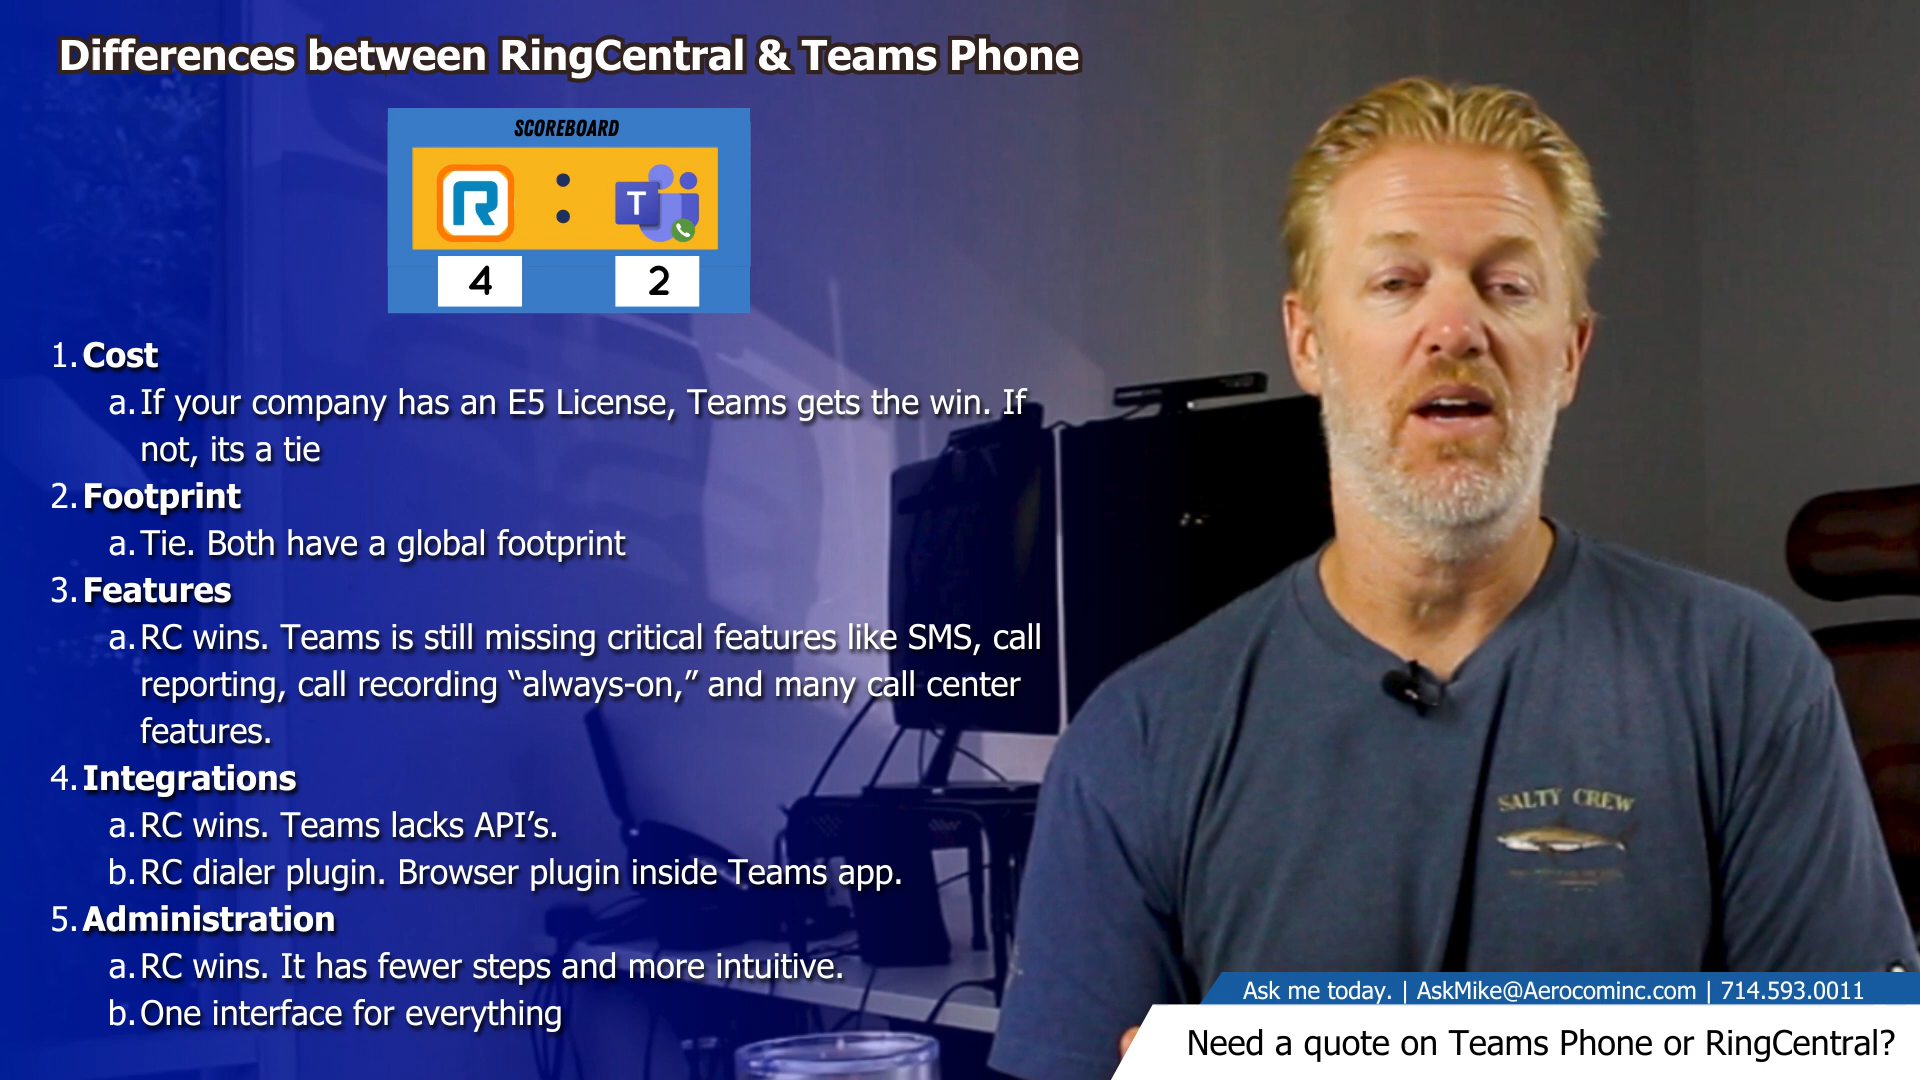 Differences between RingCentral & Teams Phone
SCOREBOARD
R : T
4 2
1. Cost
a. If your company has an E5 License, Teams gets the win. If
not, its a tie
2. Footprint
a. Tie. Both have a global footprint
3. Features
a. RC wins. Teams is still missing critical features like SMS, call
reporting, call recording “always-on,” and many call center
features.
4. Integrations
a. RC wins. Teams lacks API’s.
b. RC dialer plugin. Browser plugin inside Teams app.
5. Administration
a. RC wins. It has fewer steps and more intuitive.
b. One interface for everything
SALTY CREW
Ask me today. | AskMike@Aerocominc.com | 714.593.0011
Need a quote on Teams Phone or RingCentral?